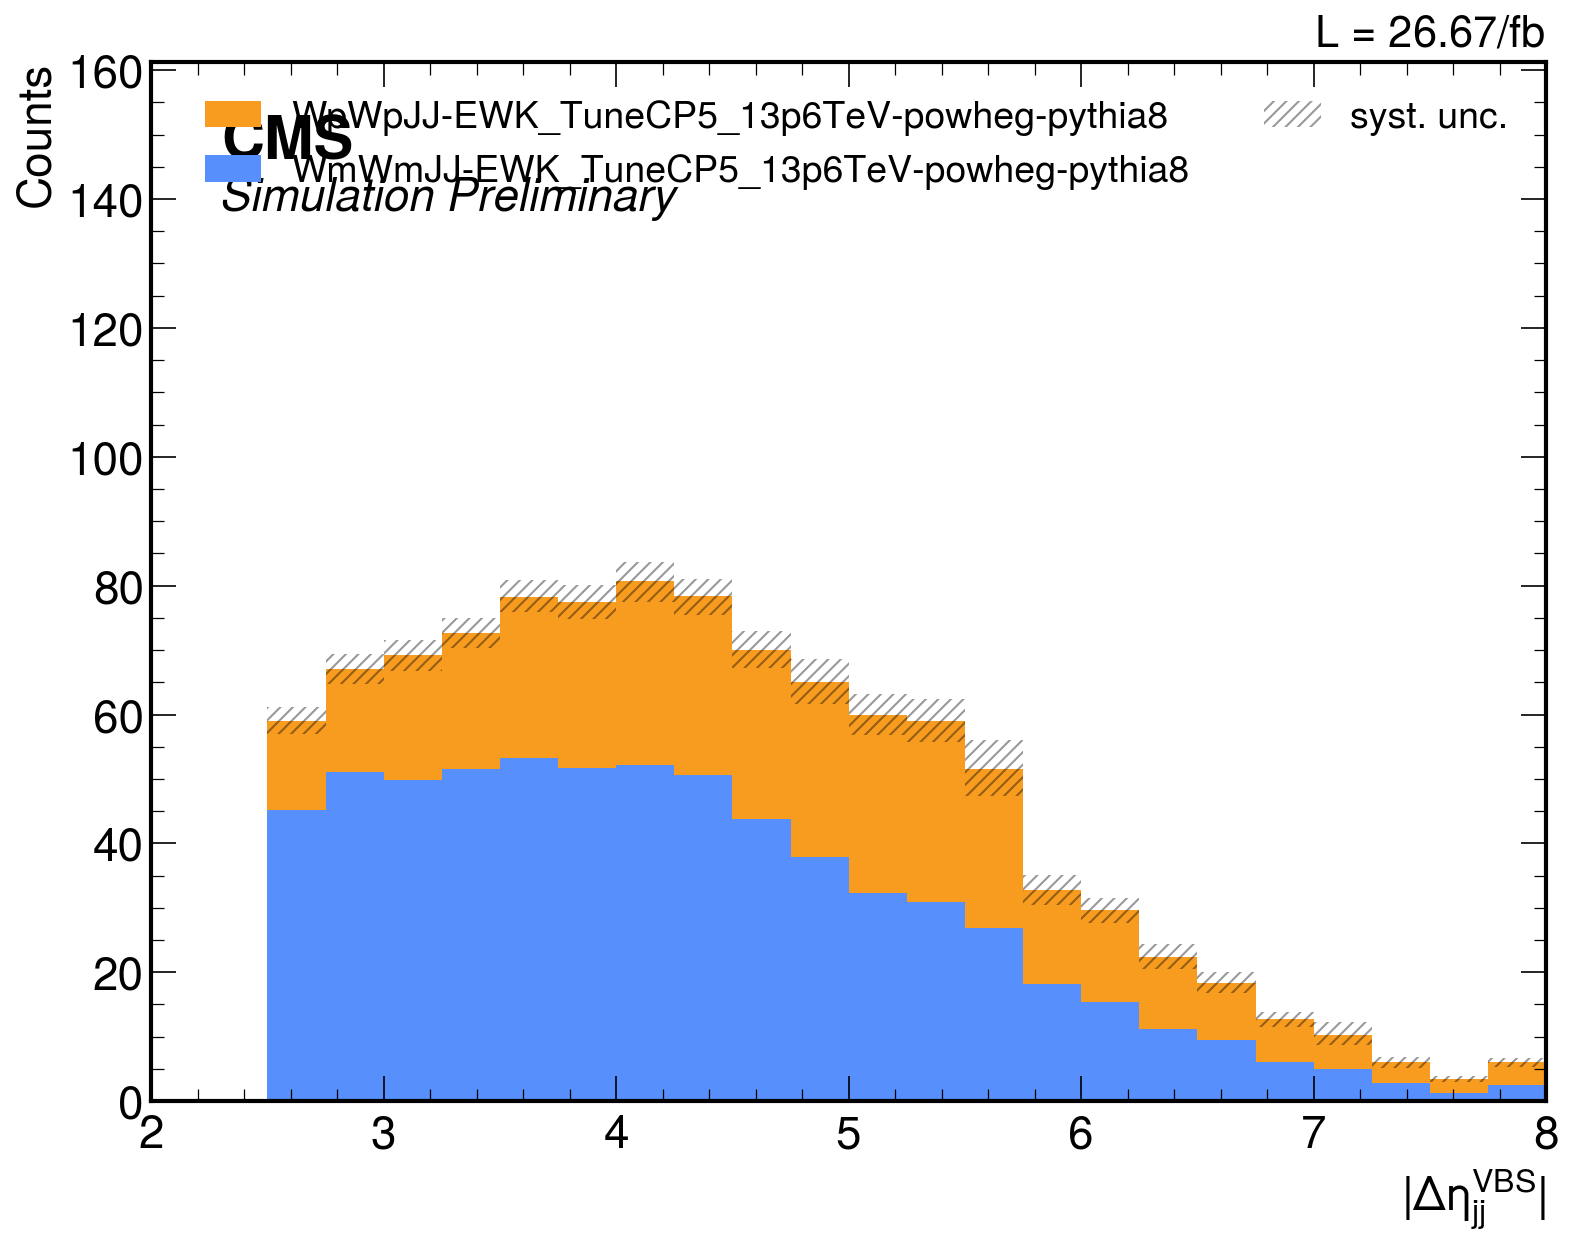 L = 26.67/fb
Counts
WpWpJJ-EWK_TuneCP5_13p6TeV-powheg-pythia8
syst. unc.
CMS
WmWmJJ-EWK_TuneCP5_13p6TeV-powheg-pythia8
Simulation Preliminary
160
140
120
100
80
60
40
20
0
2 3 4 5 6 7 8
|Δη_jj^VBS|